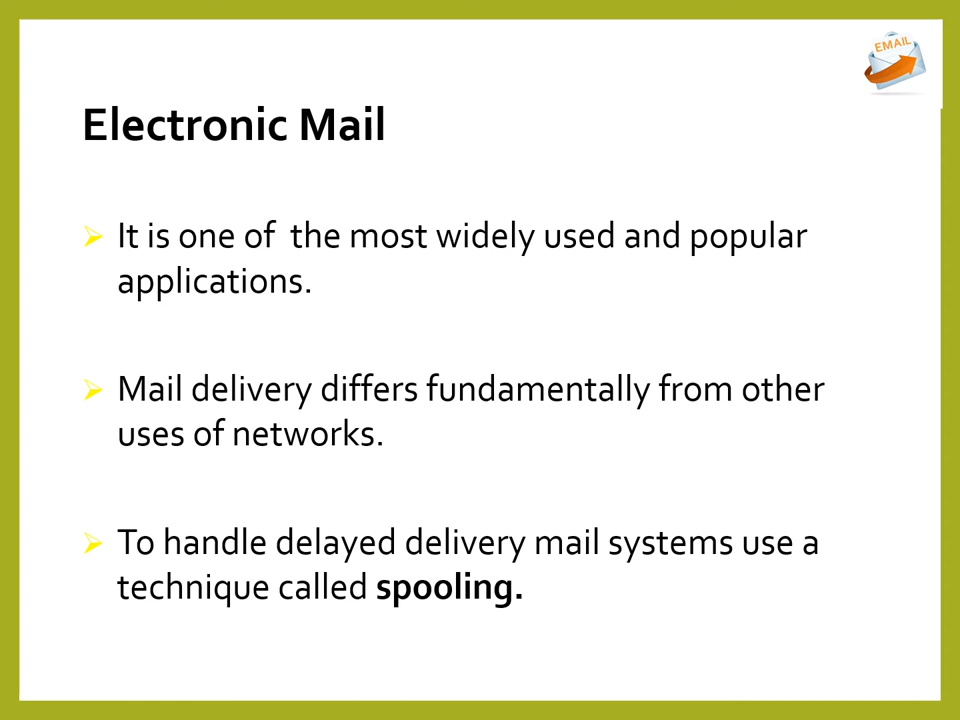 EMAIL
Electronic Mail
It is one of  the most widely used and popular
applications.
Mail delivery differs fundamentally from other
uses of networks.
To handle delayed delivery mail systems use a
technique called spooling.